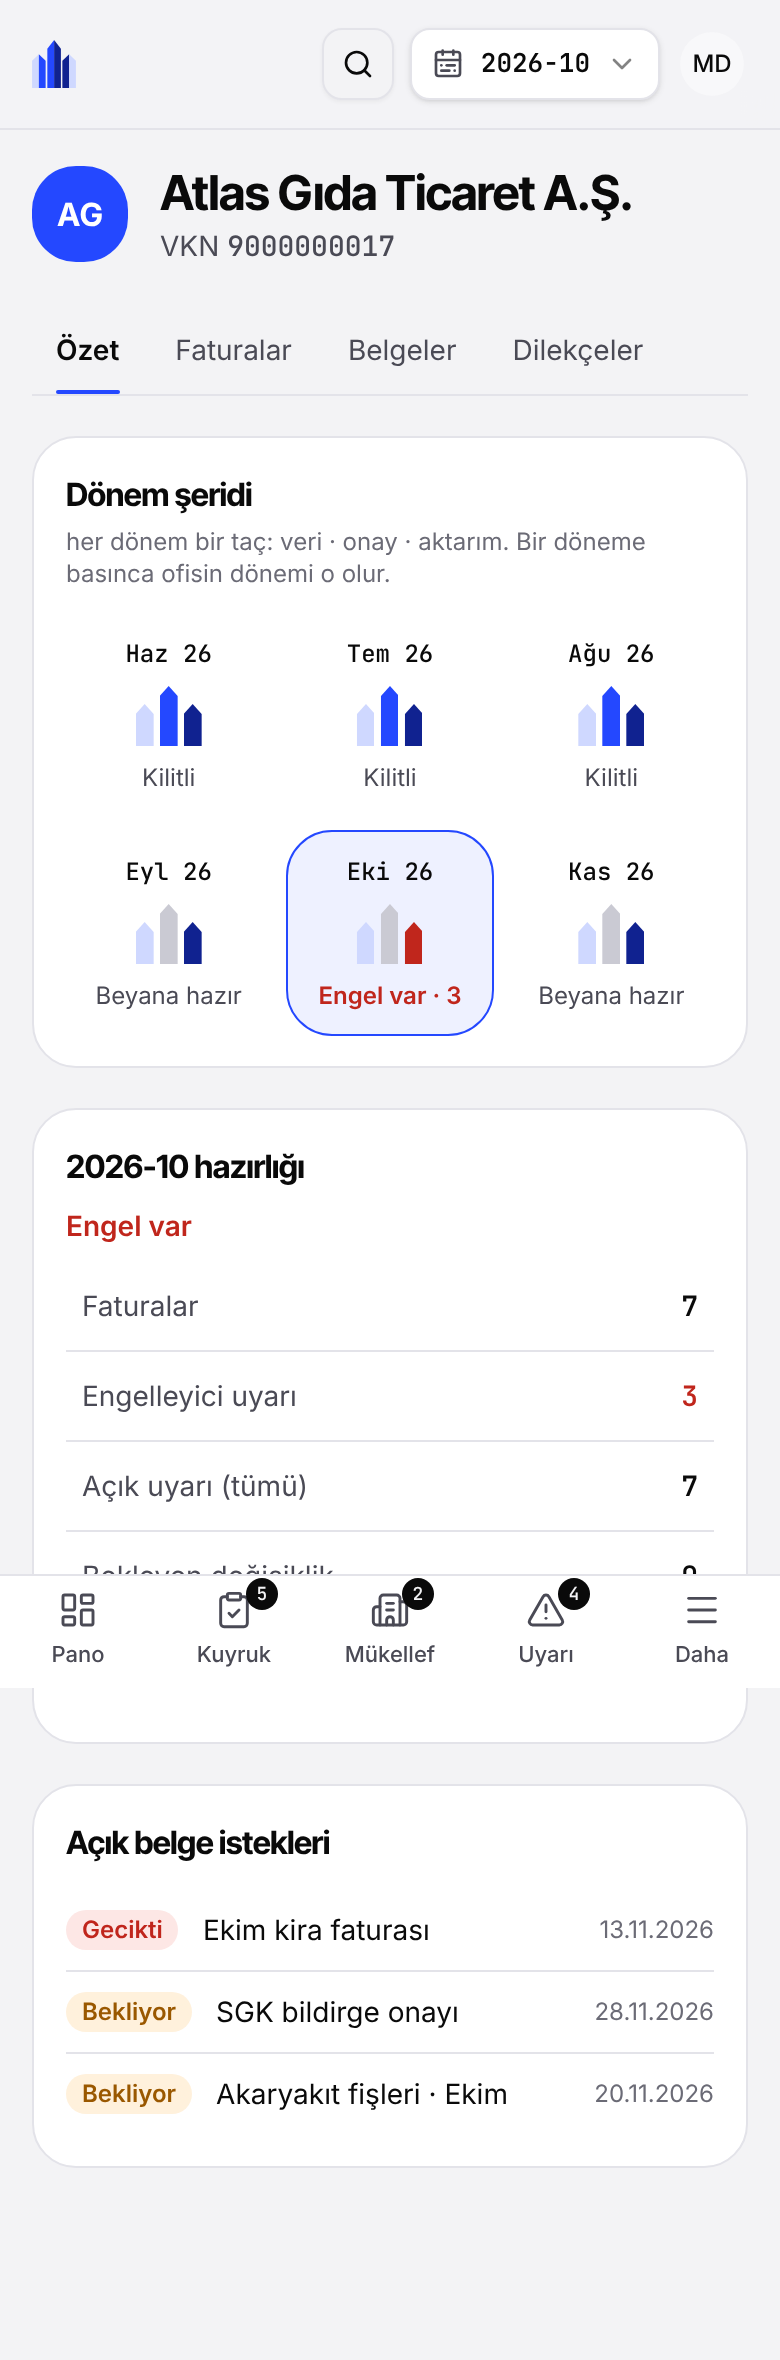 2026-10
MD
AG
Atlas Gıda Ticaret A.Ş.
VKN 9000000017
Özet
Faturalar
Belgeler
Dilekçeler
Dönem şeridi
her dönem bir taç: veri · onay · aktarım. Bir döneme
basınca ofisin dönemi o olur.
Haz 26
Tem 26
Ağu 26
Kilitli
Kilitli
Kilitli
Eyl 26
Eki 26
Kas 26
Beyana hazır
Engel var · 3
Beyana hazır
2026-10 hazırlığı
Engel var
Faturalar 7
Engelleyici uyarı 3
Açık uyarı (tümü) 7
Bekleyen değişiklik
5
2
4
Pano
Kuyruk
Mükellef
Uyarı
Daha
Açık belge istekleri
Gecikti Ekim kira faturası 13.11.2026
Bekliyor SGK bildirge onayı 28.11.2026
Bekliyor Akaryakıt fişleri · Ekim 20.11.2026